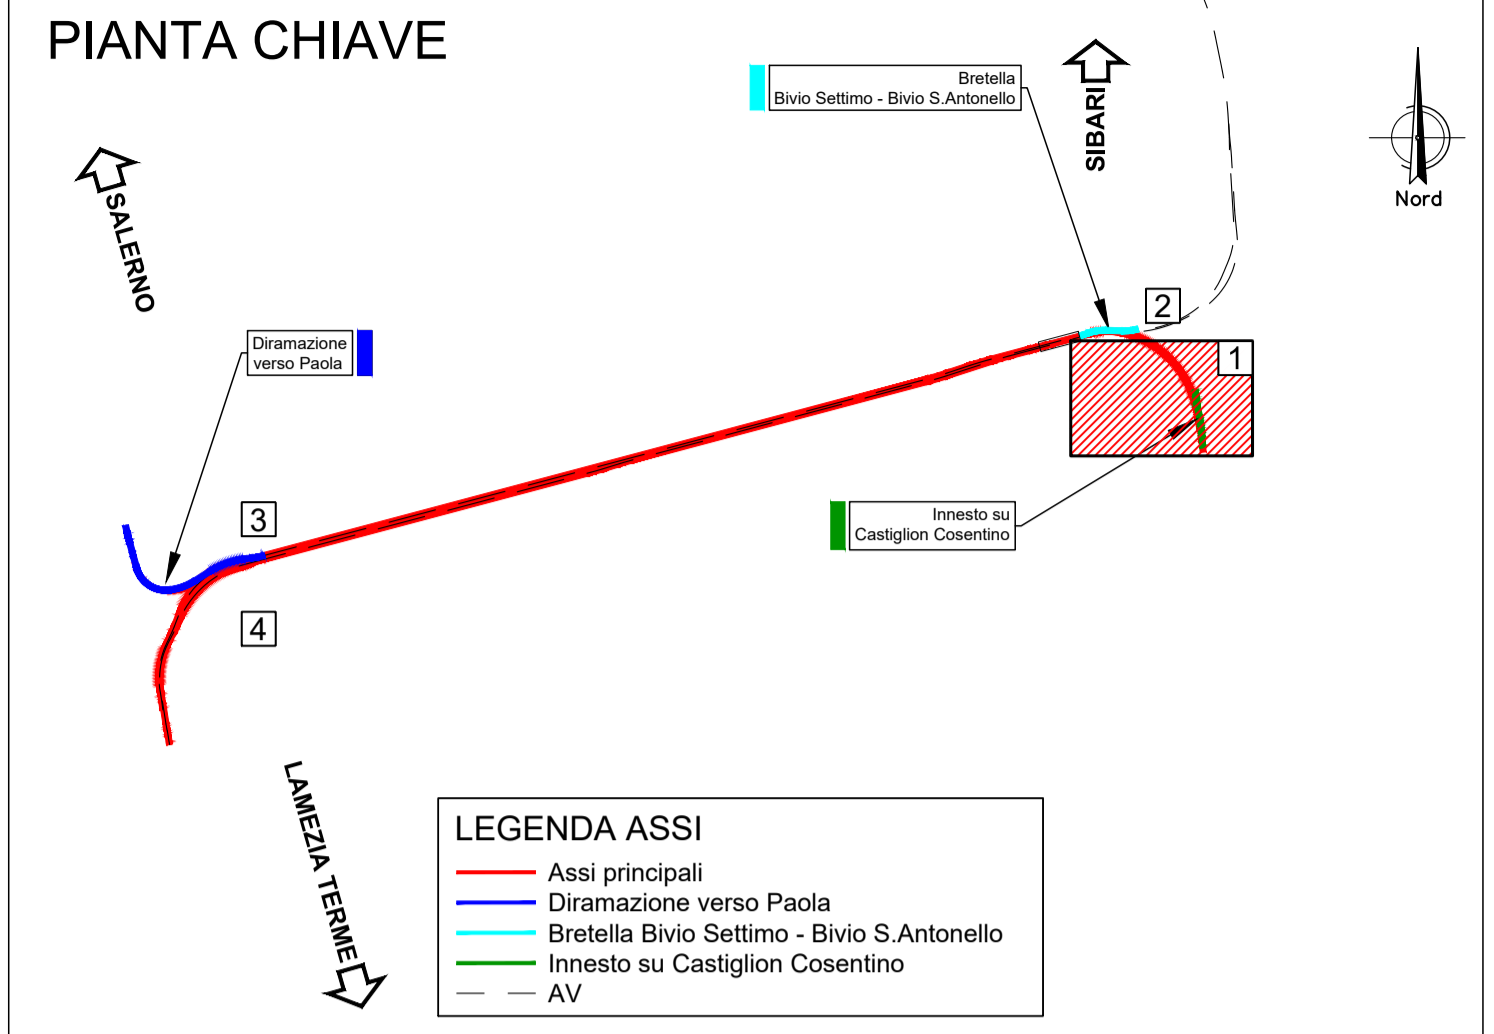 PIANTA CHIAVE
Bretella
Bivio Settimo - Bivio S.Antonello
SIBARI
Nord
SALERNO
2
1
Diramazione
verso Paola
3
Innesto su
Castiglion Cosentino
4
LAMEZIA TERME
LEGENDA ASSI
Assi principali
Diramazione verso Paola
Bretella Bivio Settimo - Bivio S.Antonello
Innesto su Castiglion Cosentino
AV